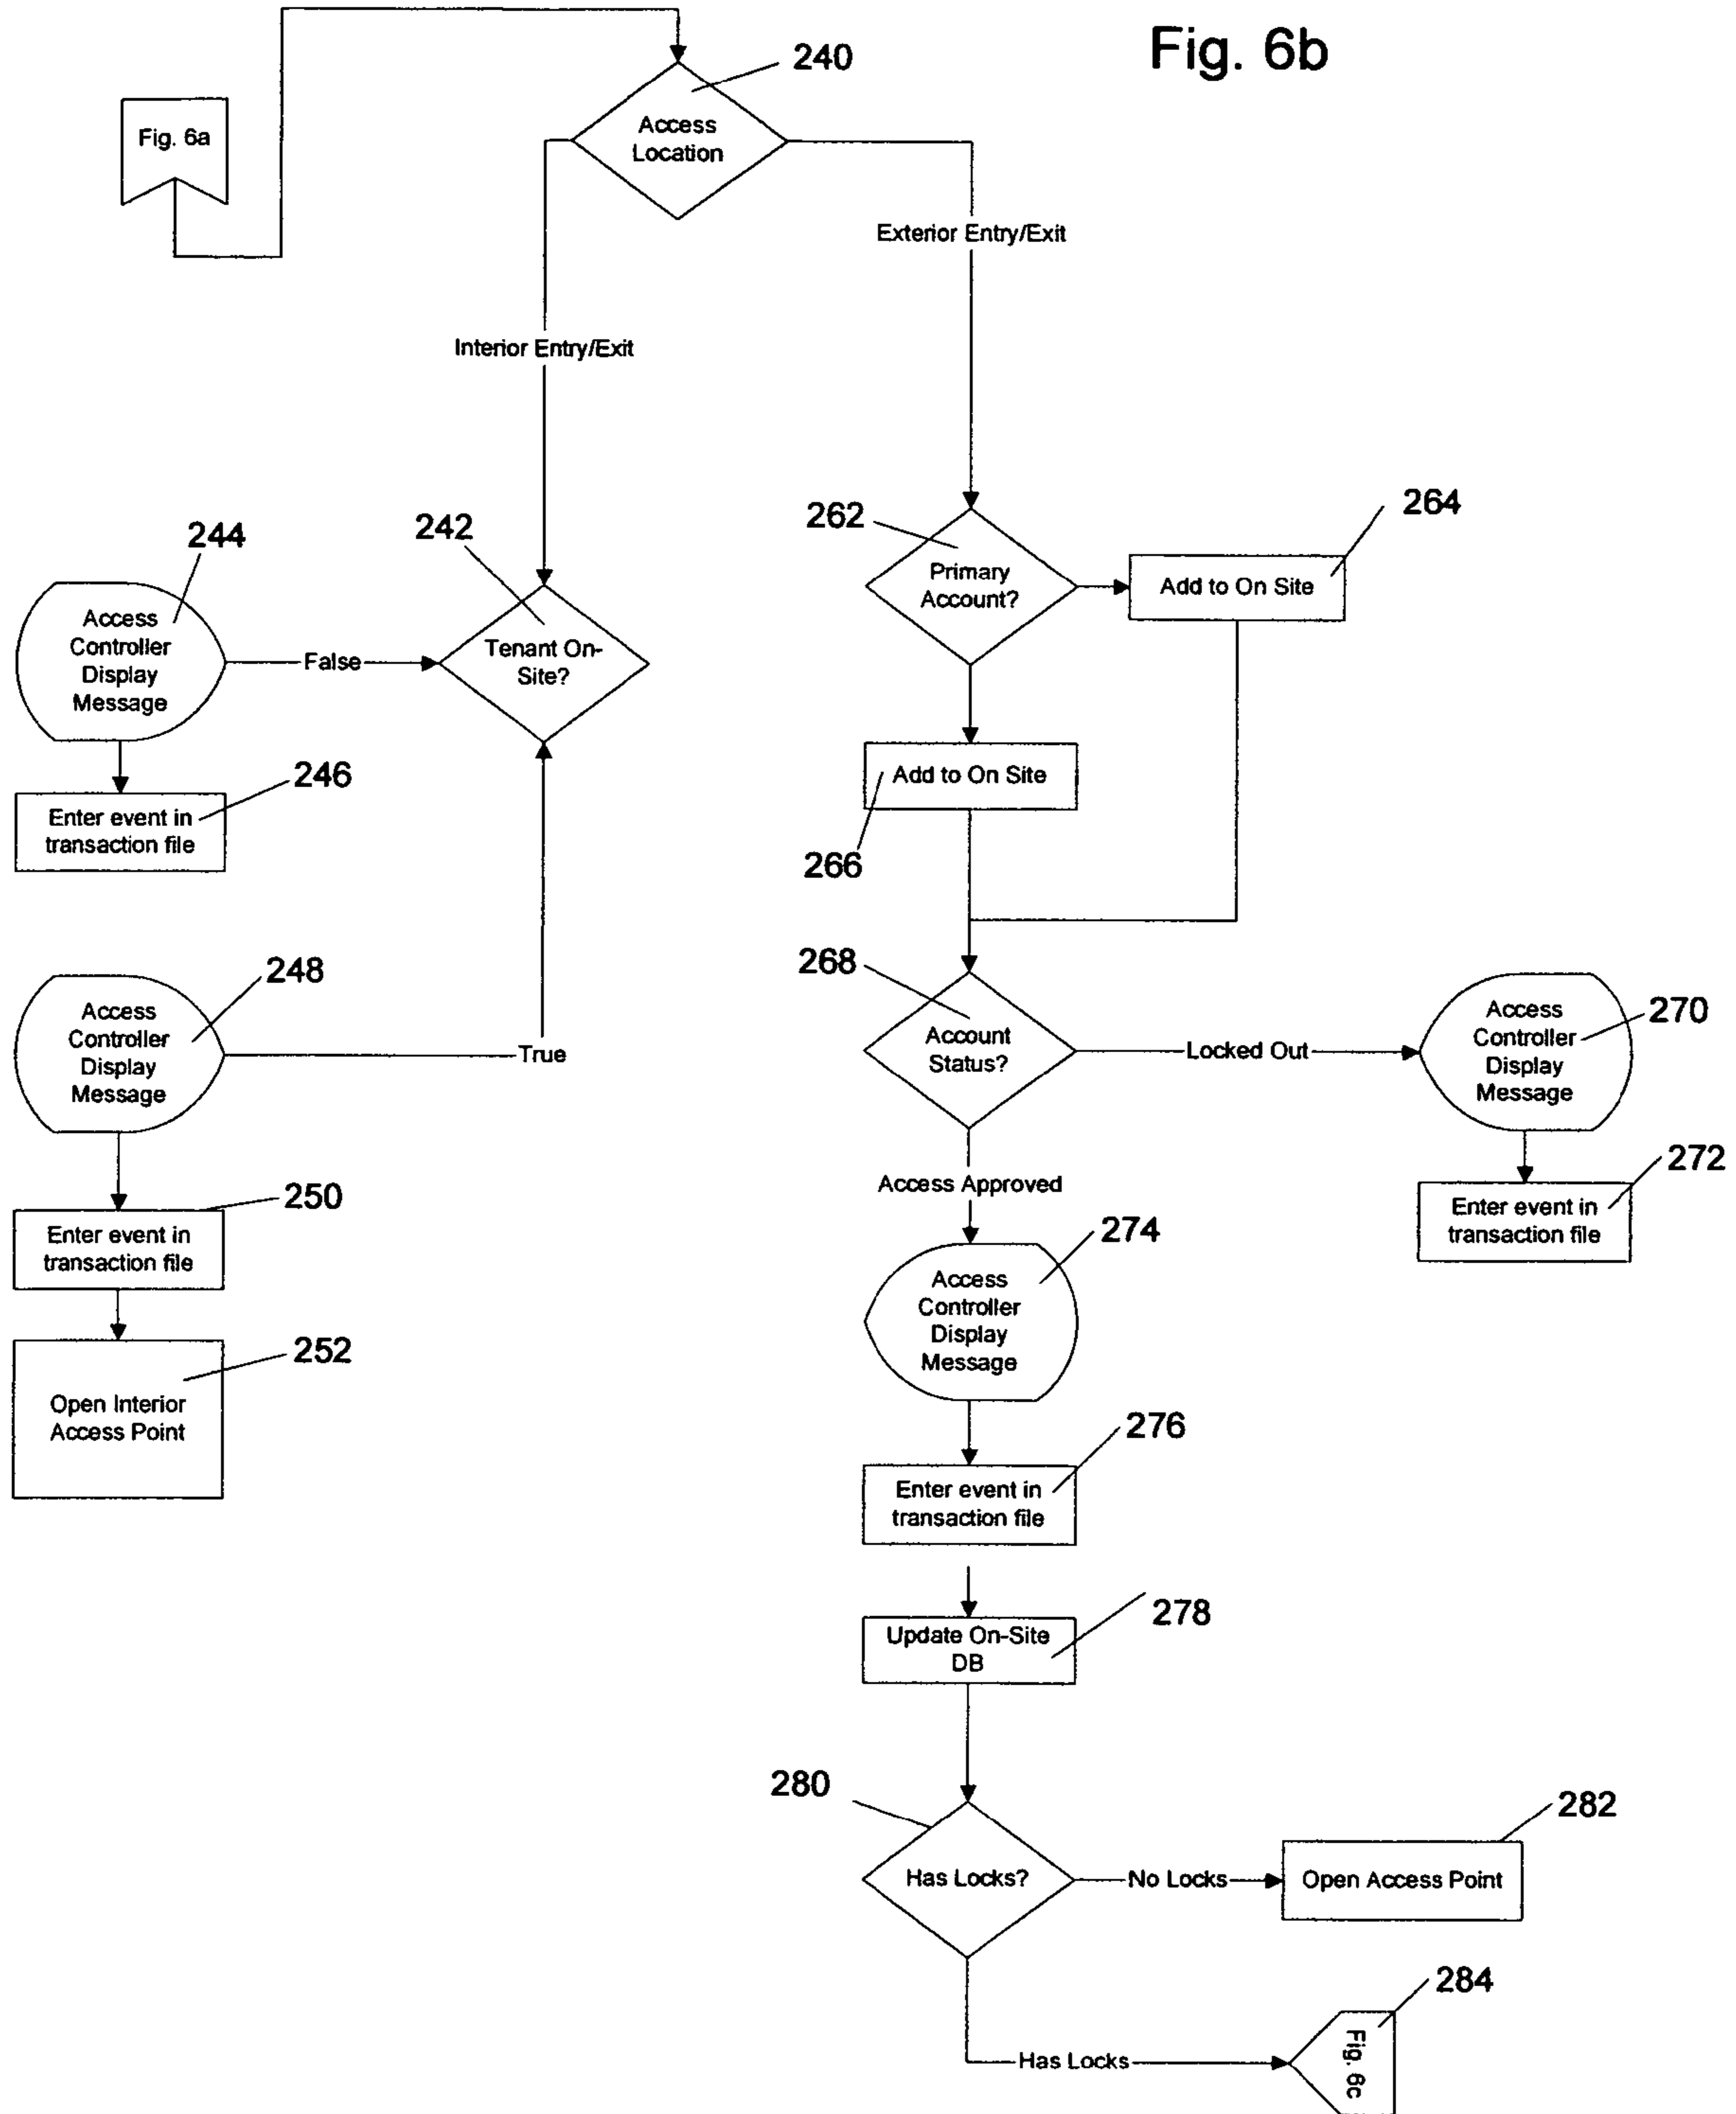 Fig. 6b
240
Fig. 6a
Access
Location
Exterior Entry/Exit
Interior Entry/Exit
264
262
242
244
Primary
Account?
Add to On Site
Access
Controller
Display
Message
False
Tenant On-
Site?
246
Add to On Site
Enter event in
transaction file
266
248
268
270
Access
Controller
Display
Message
True
Account
Status?
Locked Out
Access
Controller
Display
Message
272
250
Access Approved
Enter event in
transaction file
Enter event in
transaction file
274
252
Access
Controller
Display
Message
Open Interior
Access Point
276
Enter event in
transaction file
278
Update On-Site
DB
280
282
Has Locks?
No Locks
Open Access Point
284
Has Locks
Fig. 6c